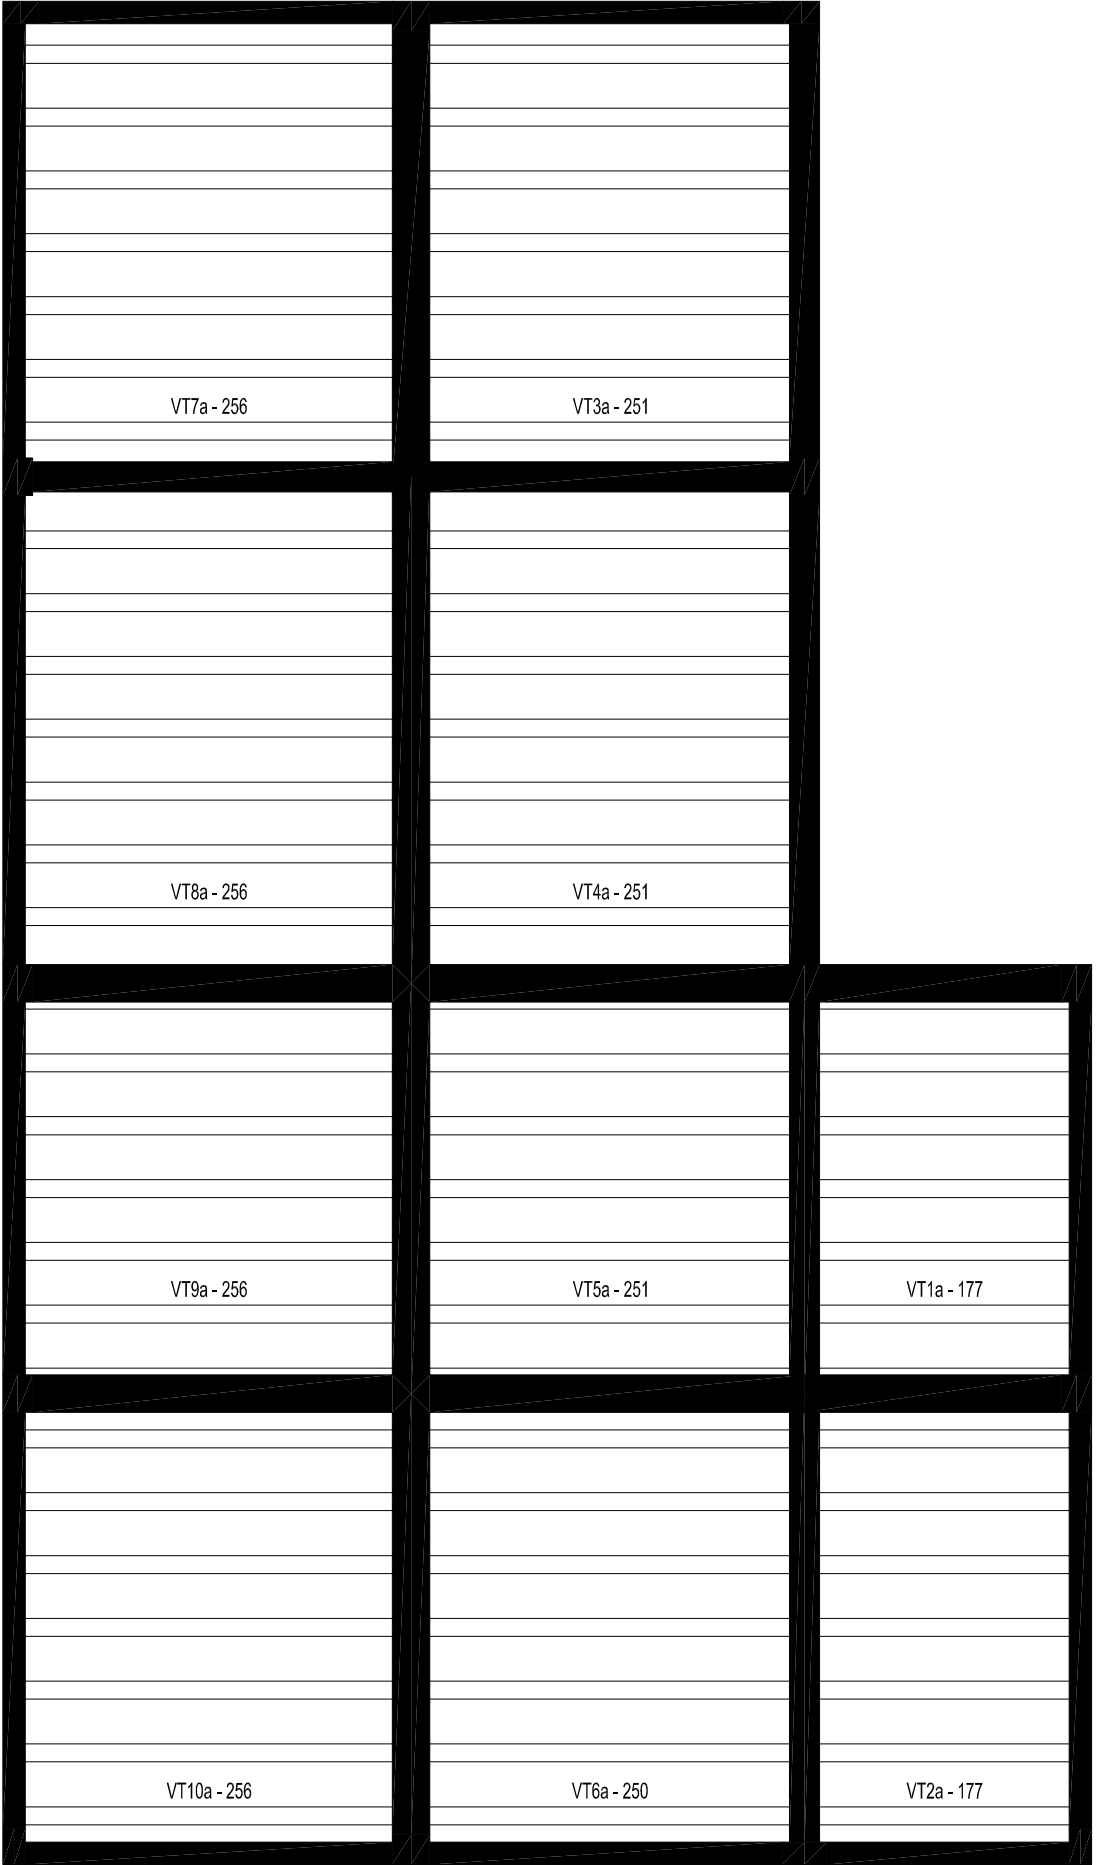 VT7a - 256
VT3a - 251
VT8a - 256
VT4a - 251
VT9a - 256
VT5a - 251
VT1a - 177
VT10a - 256
VT6a - 250
VT2a - 177